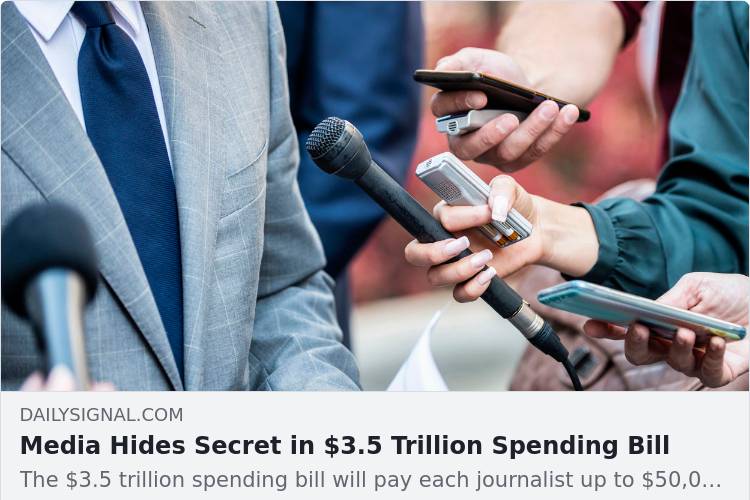 DAILYSIGNAL.COM
Media Hides Secret in $3.5 Trillion Spending Bill
The $3.5 trillion spending bill will pay each journalist up to $50,0...